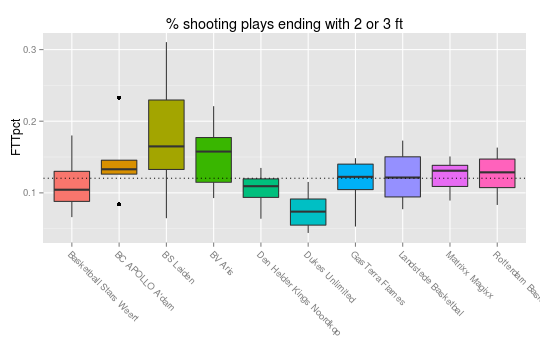 % shooting plays ending with 2 or 3 ft
FTTpct
0.3
0.2
0.1
Basketball Stars Weert
BC APOLLO A'dam
BS Leiden
BV Aris
Den Helder Kings Noordkop
Dukes Unlimited
GasTerra Flames
Landstede Basketbal
Matrixx Magixx
Rotterdam Bas